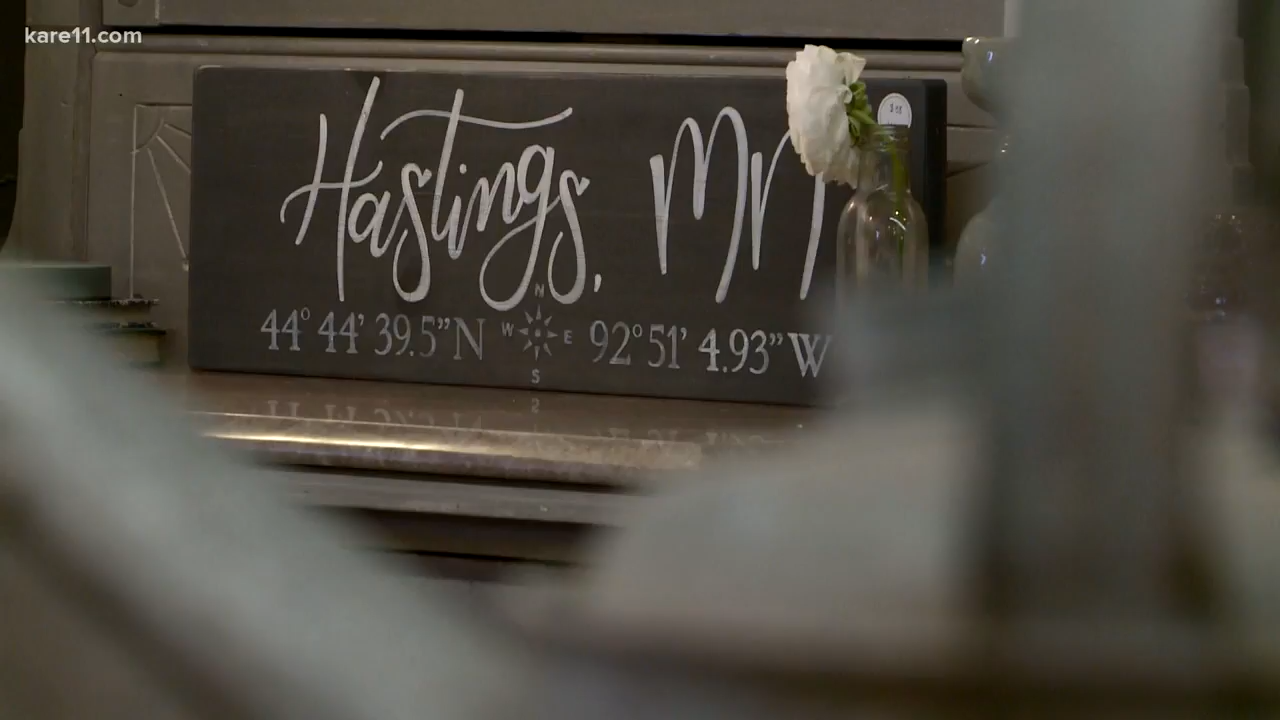 kare11.com
Hastings, MN
N
44° 44' 39.5" N W E 92° 51' 4.93" W
S